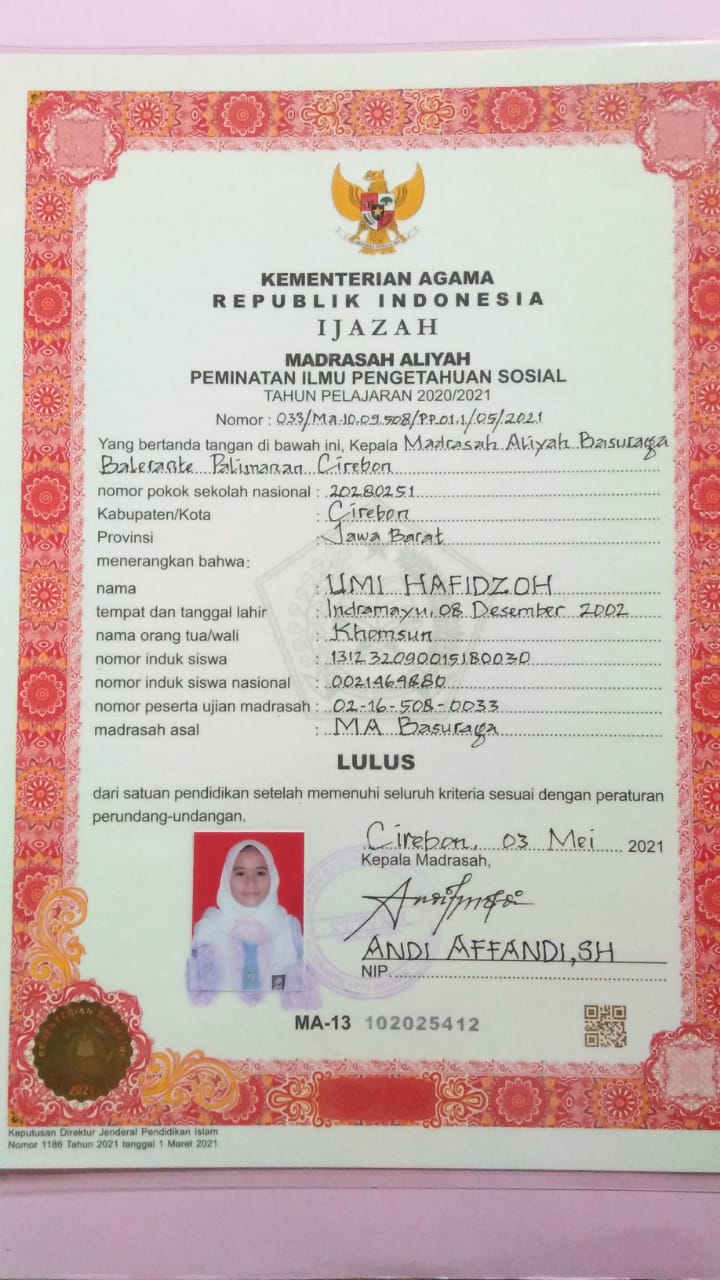 KEMENTERIAN AGAMA
REPUBLIK INDONESIA
IJAZAH
MADRASAH ALIYAH
PEMINATAN ILMU PENGETAHUAN SOSIAL
TAHUN PELAJARAN 2020/2021
Nomor : 033/Ma.10.09.508/PP.01.1/05/2021
Yang bertanda tangan di bawah ini, Kepala Madrasah Aliyah Basuraga
Balerante Palimanan Cirebon
nomor pokok sekolah nasional : 20280251
Kabupaten/Kota : Cirebon
Provinsi : Jawa Barat
menerangkan bahwa:
nama : UMI HAFIDZOH
tempat dan tanggal lahir : Indramayu, 08 Desember 2002
nama orang tua/wali : Khomsun
nomor induk siswa : 131232090015180030
nomor induk siswa nasional : 0021469880
nomor peserta ujian madrasah : 02-16-508-0033
madrasah asal : MA Basuraga
LULUS
dari satuan pendidikan setelah memenuhi seluruh kriteria sesuai dengan peraturan
perundang-undangan.
Cirebon, 03 Mei 2021
Kepala Madrasah,
ANDI AFFANDI, SH
NIP.
MA-13 102025412
2021
Keputusan Direktur Jenderal Pendidikan Islam
Nomor 1186 Tahun 2021 tanggal 1 Maret 2021